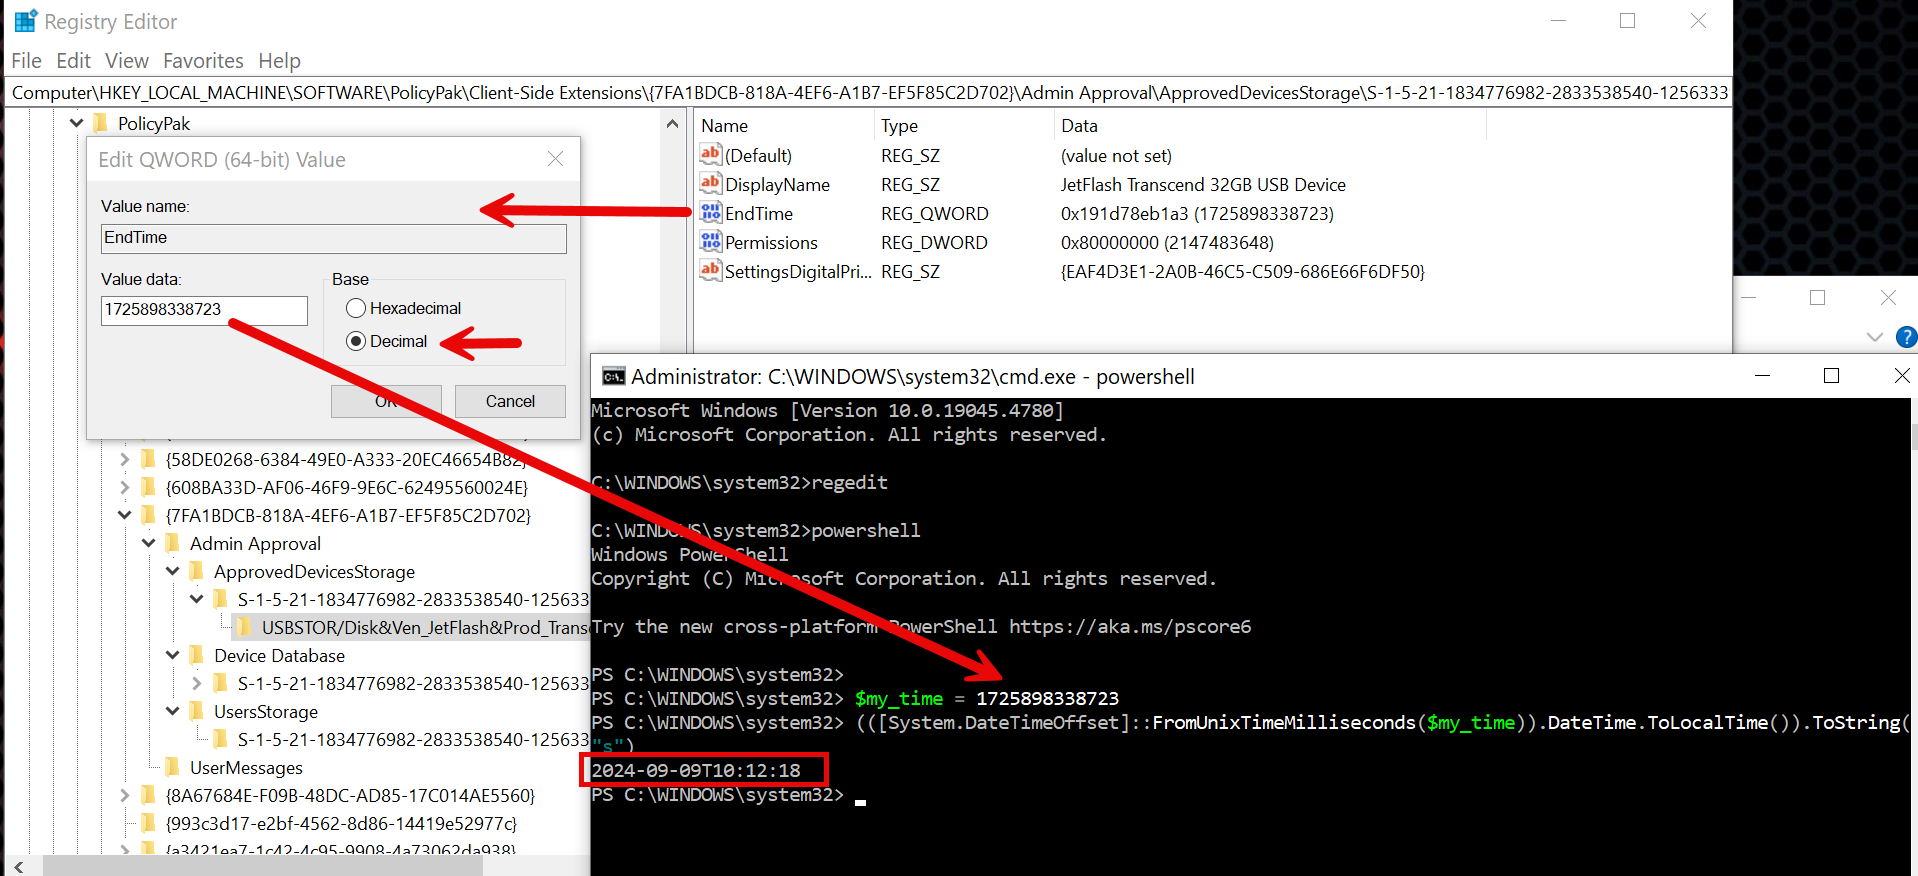 Registry Editor
File Edit View Favorites Help
Computer\HKEY_LOCAL_MACHINE\SOFTWARE\PolicyPak\Client-Side Extensions\{7FA1BDCB-818A-4EF6-A1B7-EF5F85C2D702}\Admin Approval\ApprovedDevicesStorage\S-1-5-21-1834776982-2833538540-1256333
PolicyPak
Edit QWORD (64-bit) Value
Value name:
EndTime
Value data:
1725898338723
Base
Hexadecimal
Decimal
OK
Cancel
{58DE0268-6384-49E0-A333-20EC46654B82}
{608BA33D-AF06-46F9-9E6C-62495560024E}
{7FA1BDCB-818A-4EF6-A1B7-EF5F85C2D702}
Admin Approval
ApprovedDevicesStorage
S-1-5-21-1834776982-2833538540-1256333
USBSTOR/Disk&Ven_JetFlash&Prod_Trans
Device Database
S-1-5-21-1834776982-2833538540-1256333
UsersStorage
S-1-5-21-1834776982-2833538540-1256333
UserMessages
{8A67684E-F09B-48DC-AD85-17C014AE5560}
{993c3d17-e2bf-4562-8d86-14419e52977c}
{a3421ea7-1c42-4c95-9908-4a73062da938}
Name Type Data
(Default) REG_SZ (value not set)
DisplayName REG_SZ JetFlash Transcend 32GB USB Device
EndTime REG_QWORD 0x191d78eb1a3 (1725898338723)
Permissions REG_DWORD 0x80000000 (2147483648)
SettingsDigitalPri... REG_SZ {EAF4D3E1-2A0B-46C5-C509-686E66F6DF50}
Administrator: C:\WINDOWS\system32\cmd.exe - powershell
Microsoft Windows [Version 10.0.19045.4780]
(c) Microsoft Corporation. All rights reserved.
C:\WINDOWS\system32>regedit
C:\WINDOWS\system32>powershell
Windows PowerShell
Copyright (C) Microsoft Corporation. All rights reserved.
Try the new cross-platform PowerShell https://aka.ms/pscore6
PS C:\WINDOWS\system32>
PS C:\WINDOWS\system32> $my_time = 1725898338723
PS C:\WINDOWS\system32> (([System.DateTimeOffset]::FromUnixTimeMilliseconds($my_time)).DateTime.ToLocalTime()).ToString(
"s")
2024-09-09T10:12:18
PS C:\WINDOWS\system32>